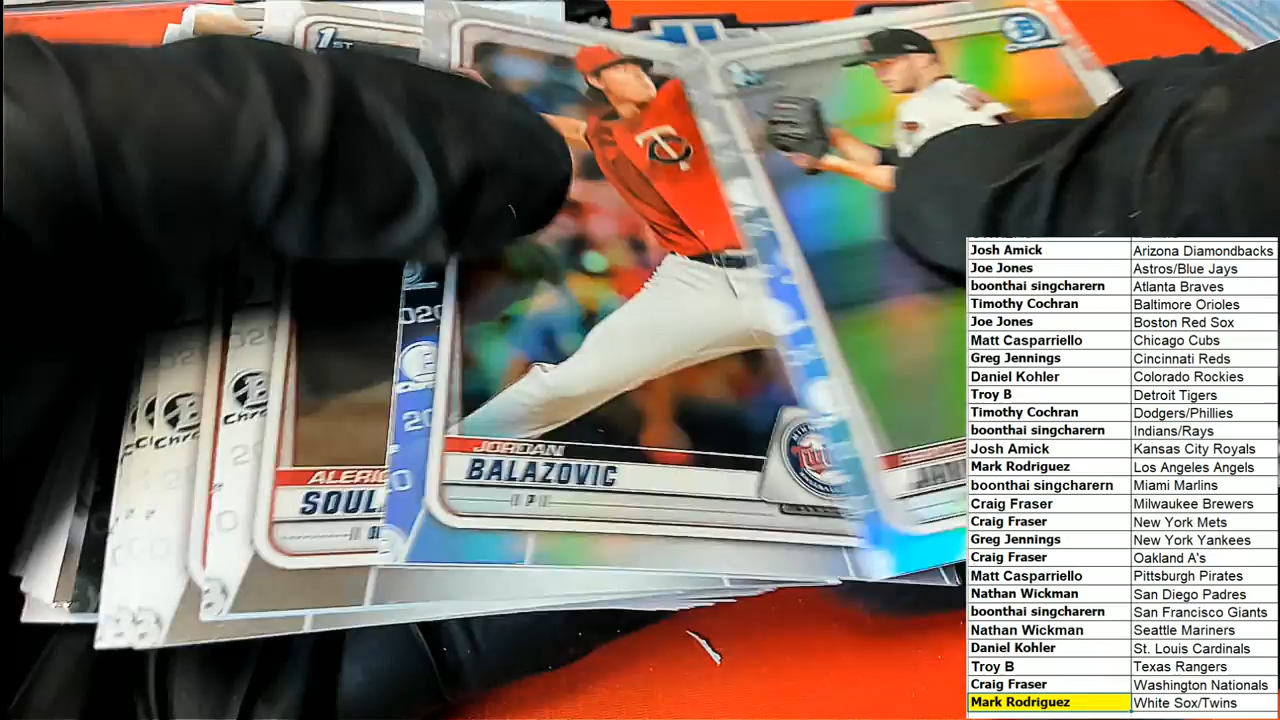 1ST
JORDAN
BALAZOVIC
P
ALERIC
SOUL
020
20
Chro
Chro
Josh Amick Arizona Diamondbacks
Joe Jones Astros/Blue Jays
boonthai singcharern Atlanta Braves
Timothy Cochran Baltimore Orioles
Joe Jones Boston Red Sox
Matt Casparriello Chicago Cubs
Greg Jennings Cincinnati Reds
Daniel Kohler Colorado Rockies
Troy B Detroit Tigers
Timothy Cochran Dodgers/Phillies
boonthai singcharern Indians/Rays
Josh Amick Kansas City Royals
Mark Rodriguez Los Angeles Angels
boonthai singcharern Miami Marlins
Craig Fraser Milwaukee Brewers
Craig Fraser New York Mets
Greg Jennings New York Yankees
Craig Fraser Oakland A's
Matt Casparriello Pittsburgh Pirates
Nathan Wickman San Diego Padres
boonthai singcharern San Francisco Giants
Nathan Wickman Seattle Mariners
Daniel Kohler St. Louis Cardinals
Troy B Texas Rangers
Craig Fraser Washington Nationals
Mark Rodriguez White Sox/Twins